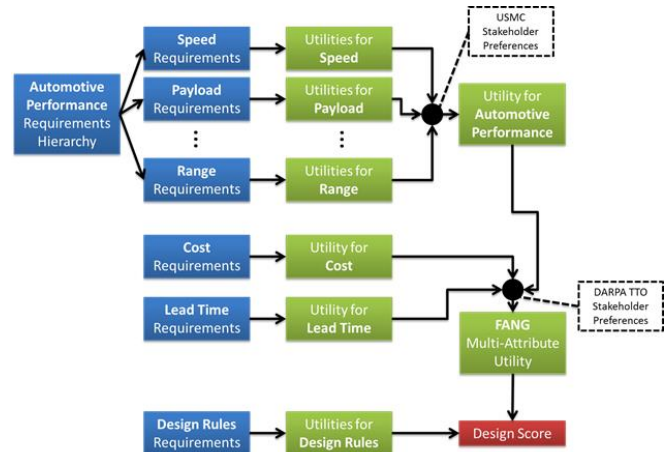 Automotive
Performance
Requirements
Hierarchy
Speed
Requirements
Utilities for
Speed
USMC
Stakeholder
Preferences
Payload
Requirements
Utilities for
Payload
Utility for
Automotive
Performance
Range
Requirements
Utilities for
Range
Cost
Requirements
Utility for
Cost
DARPA TTO
Stakeholder
Preferences
Lead Time
Requirements
Utility for
Lead Time
FANG
Multi-Attribute
Utility
Design Rules
Requirements
Utilities for
Design Rules
Design Score